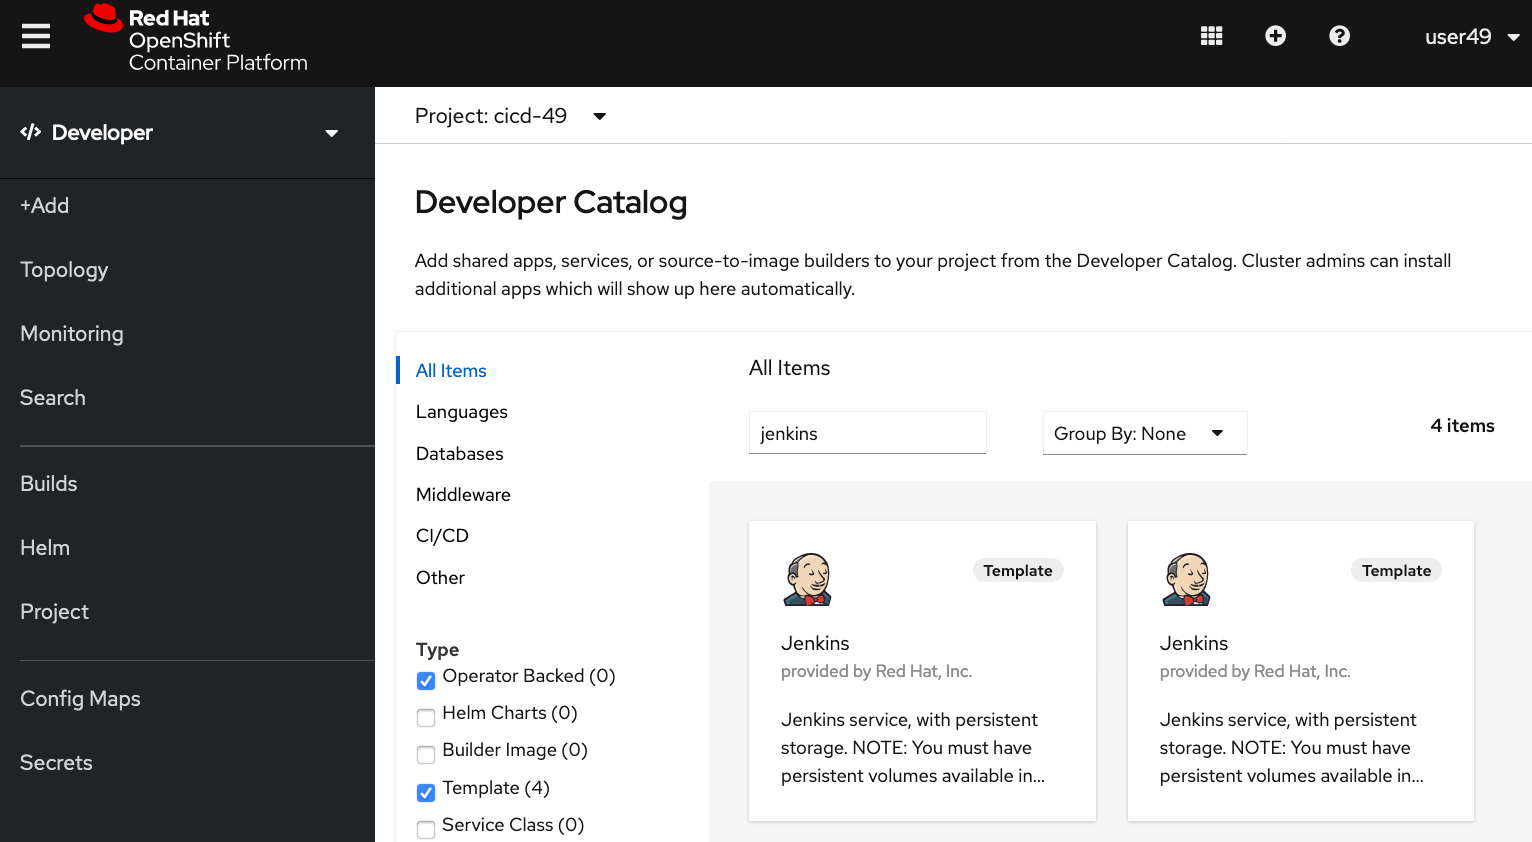 Red Hat
OpenShift
Container Platform
user49
Developer
+Add
Topology
Monitoring
Search
Builds
Helm
Project
Config Maps
Secrets
Project: cicd-49
Developer Catalog
Add shared apps, services, or source-to-image builders to your project from the Developer Catalog. Cluster admins can install
additional apps which will show up here automatically.
All Items
Languages
Databases
Middleware
CI/CD
Other
Type
Operator Backed (0)
Helm Charts (0)
Builder Image (0)
Template (4)
Service Class (0)
All Items
jenkins
Group By: None
4 items
Template
Jenkins
provided by Red Hat, Inc.
Jenkins service, with persistent
storage. NOTE: You must have
persistent volumes available in...
Template
Jenkins
provided by Red Hat, Inc.
Jenkins service, with persistent
storage. NOTE: You must have
persistent volumes available in...